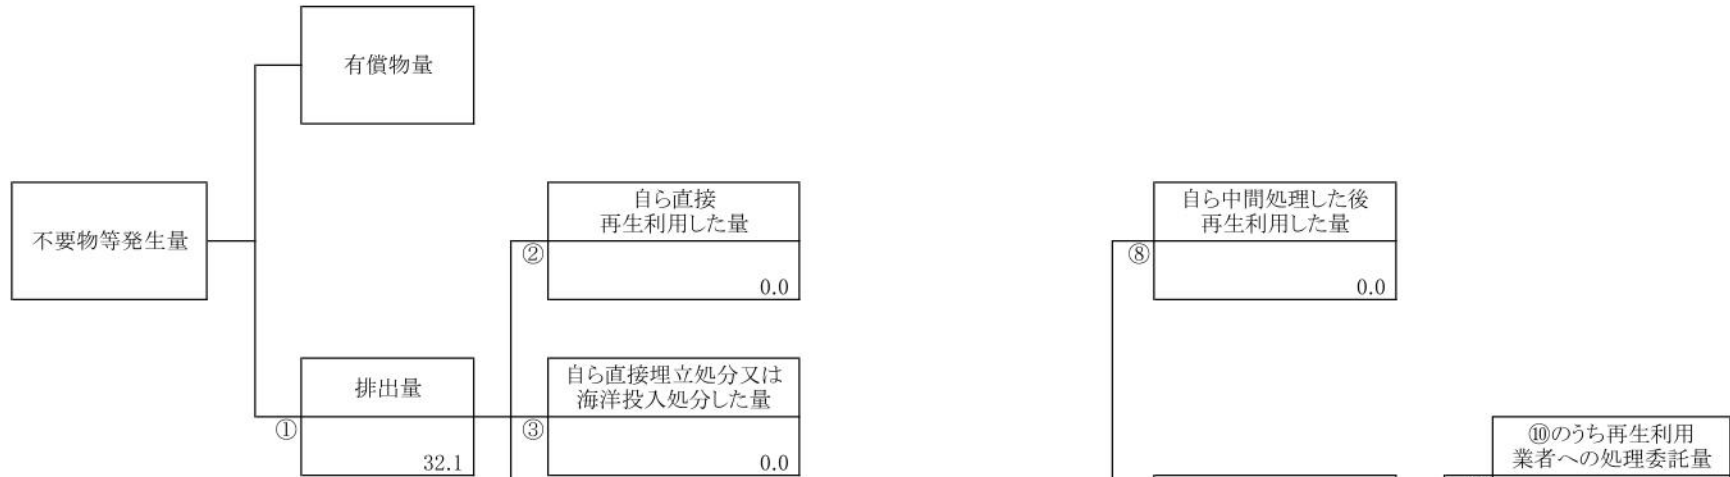 有償物量
不要物等発生量
自ら直接
再生利用した量
②
0.0
自ら中間処理した後
再生利用した量
⑧
0.0
排出量
①
32.1
自ら直接埋立処分又は
海洋投入処分した量
③
0.0
⑩のうち再生利用
業者への処理委託量